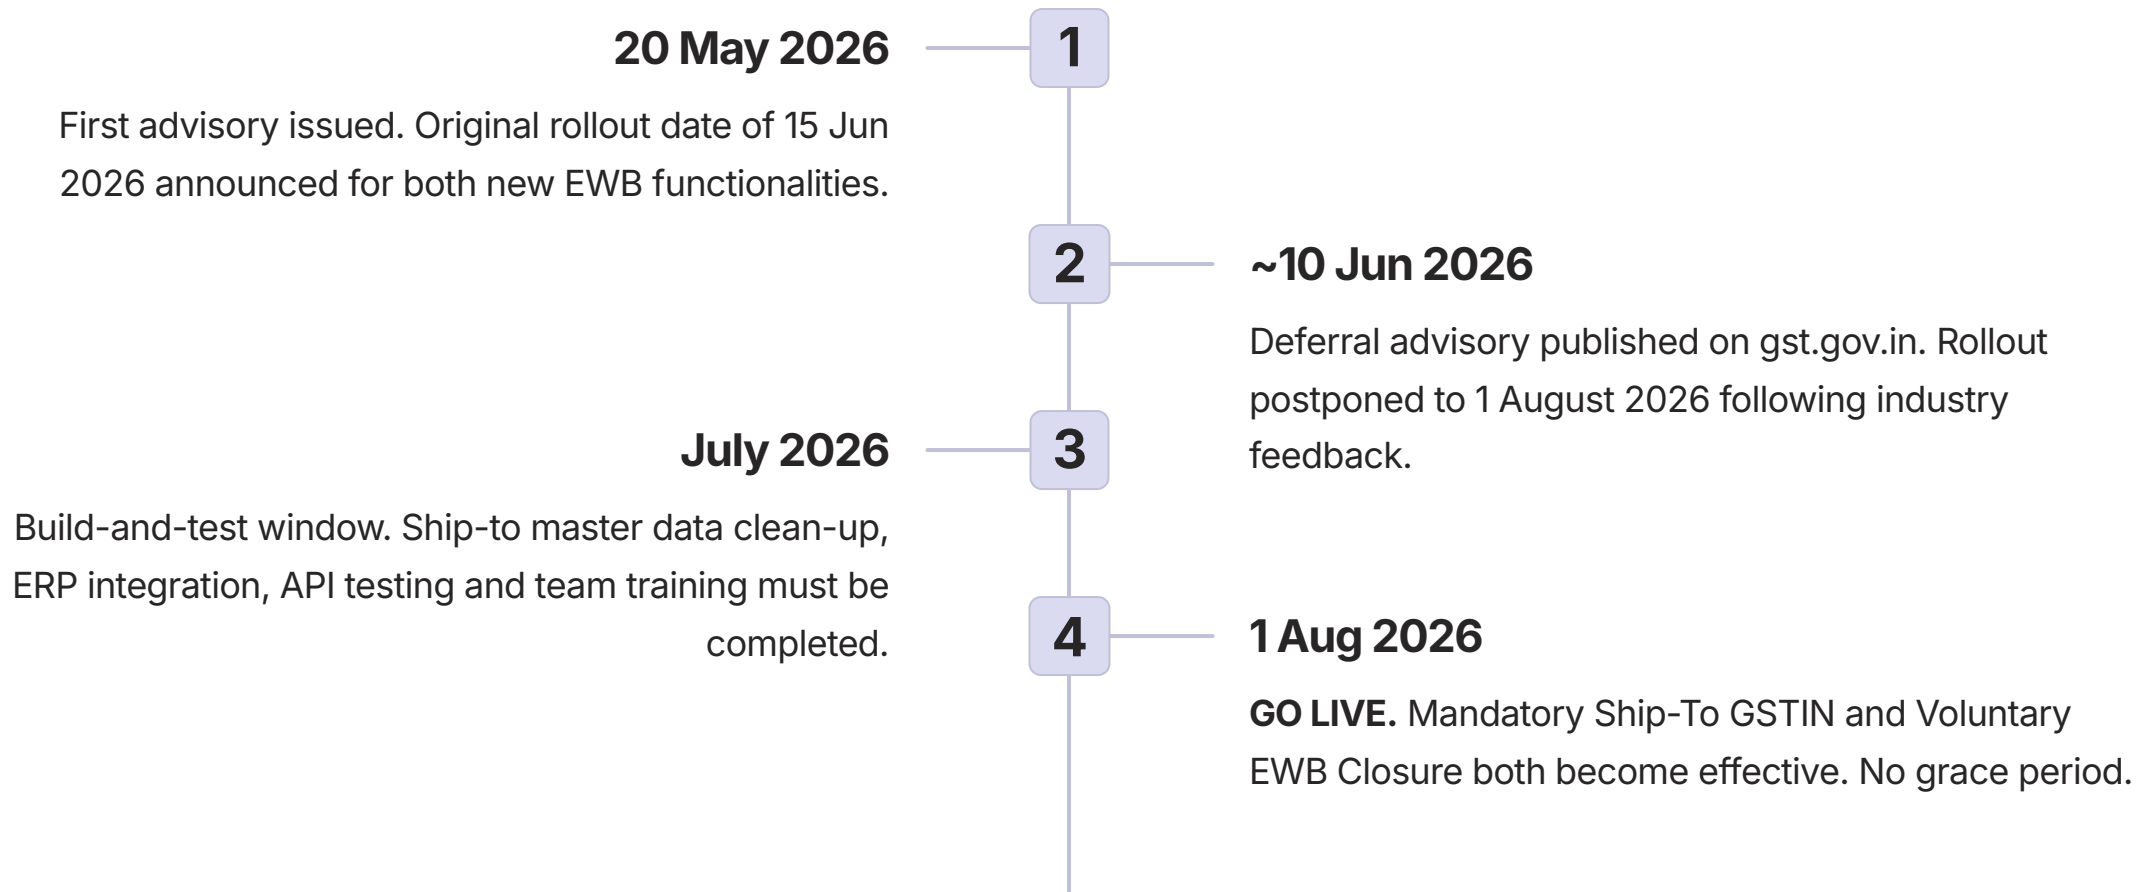 1
20 May 2026
First advisory issued. Original rollout date of 15 Jun
2026 announced for both new EWB functionalities.
2
~10 Jun 2026
Deferral advisory published on gst.gov.in. Rollout
postponed to 1 August 2026 following industry
feedback.
3
July 2026
Build-and-test window. Ship-to master data clean-up,
ERP integration, API testing and team training must be
completed.
4
1 Aug 2026
GO LIVE. Mandatory Ship-To GSTIN and Voluntary
EWB Closure both become effective. No grace period.